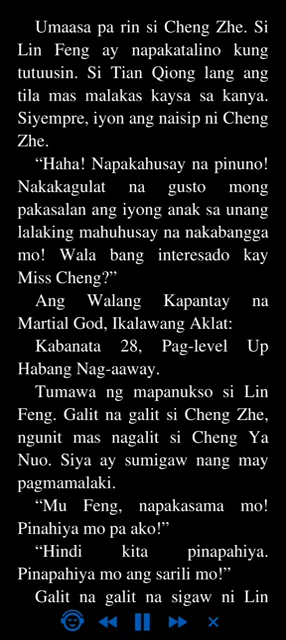 Umaasa pa rin si Cheng Zhe. Si
Lin Feng ay napakatalino kung
tutuusin. Si Tian Qiong lang ang
tila mas malakas kaysa sa kanya.
Siyempre, iyon ang naisip ni Cheng
Zhe.
“Haha! Napakahusay na pinuno!
Nakakagulat na gusto mong
pakasalan ang iyong anak sa unang
lalaking mahuhusay na nakabangga
mo! Wala bang interesado kay
Miss Cheng?”
Ang Walang Kapantay na
Martial God, Ikalawang Aklat:
Kabanata 28, Pag-level Up
Habang Nag-aaway.
Tumawa ng mapanukso si Lin
Feng. Galit na galit si Cheng Zhe,
ngunit mas nagalit si Cheng Ya
Nuo. Siya ay sumigaw nang may
pagmamalaki.
“Mu Feng, napakasama mo!
Pinahiya mo pa ako!”
“Hindi kita pinapahiya.
Pinapahiya mo ang sarili mo!”
Galit na galit na sigaw ni Lin